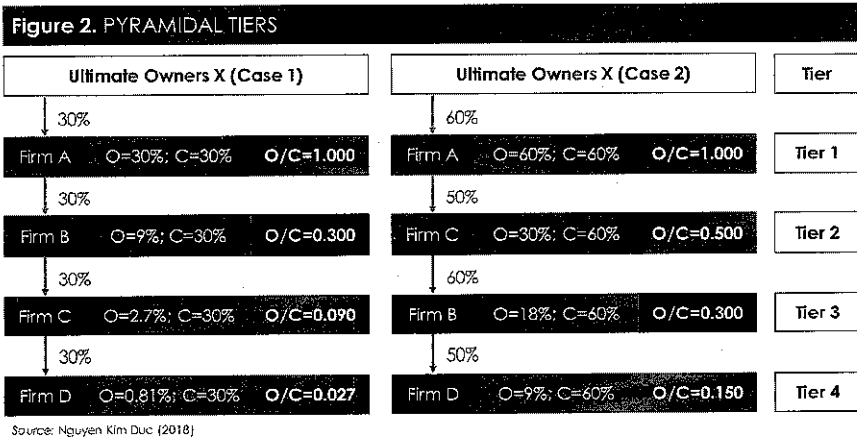 Figure 2. PYRAMIDAL TIERS
Ultimate Owners X (Case 1) Ultimate Owners X (Case 2) Tier
30% 60%
Firm A O=30%; C=30% O/C=1.000 Firm A O=60%; C=60% O/C=1.000 Tier 1
30% 50%
Firm B O=9%; C=30% O/C=0.300 Firm C O=30%; C=60% O/C=0.500 Tier 2
30% 60%
Firm C O=2.7%; C=30% O/C=0.090 Firm B O=18%; C=60% O/C=0.300 Tier 3
30% 50%
Firm D O=0.81%; C=30% O/C=0.027 Firm D O=9%; C=60% O/C=0.150 Tier 4
Source: Nguyen Kim Duc (2018)